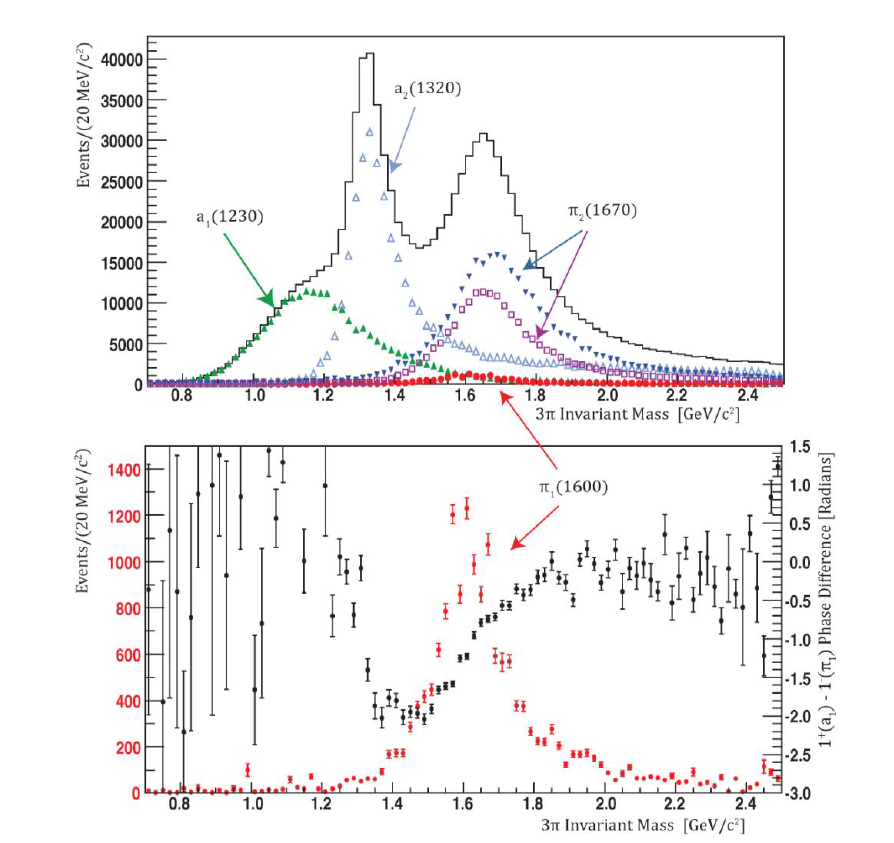 Events/(20 MeV/c²)
40000
35000
30000
25000
20000
15000
10000
5000
0
a₂(1320)
a₁(1230)
π₂(1670)
0.8 1.0 1.2 1.4 1.6 1.8 2.0 2.2 2.4
3π Invariant Mass [GeV/c²]
Events/(20 MeV/c²)
1400
1200
1000
800
600
400
200
0
π₁(1600)
1.5
1.0
0.5
0.0
-0.5
-1.0
-1.5
-2.0
-2.5
-3.0
1⁺(a₁) - 1⁻(π₁) Phase Difference [Radians]
0.8 1.0 1.2 1.4 1.6 1.8 2.0 2.2 2.4
3π Invariant Mass [GeV/c²]